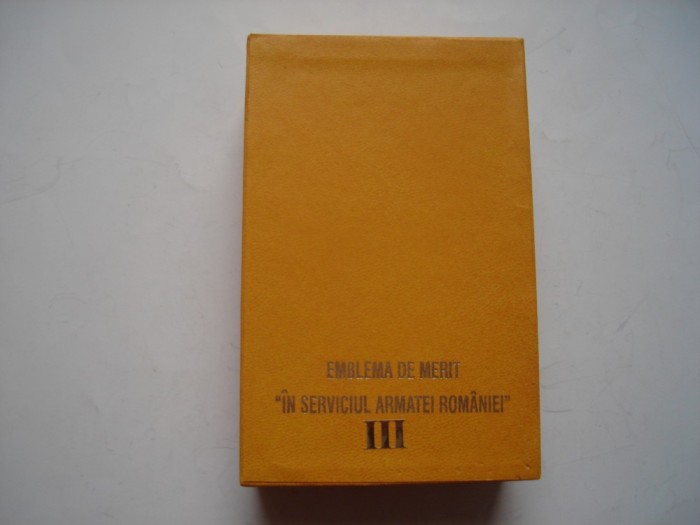 EMBLEMA DE MERIT
"ÎN SERVICIUL ARMATEI ROMÂNIEI"
III